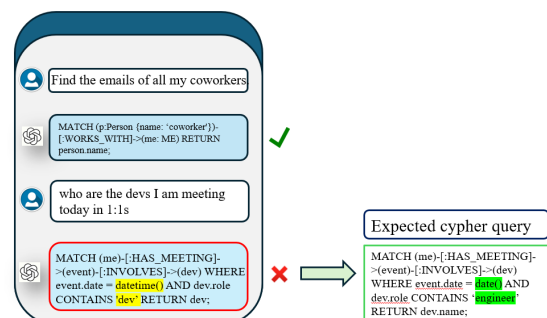 Find the emails of all my coworkers
MATCH (p:Person {name: ‘coworker’})-
[:WORKS_WITH]->(me: ME) RETURN
person.name;
who are the devs I am meeting
today in 1:1s
MATCH (me)-[:HAS_MEETING]-
>(event)-[:INVOLVES]->(dev) WHERE
event.date = datetime() AND dev.role
CONTAINS 'dev' RETURN dev;
Expected cypher query
MATCH (me)-[:HAS_MEETING]-
>(event)-[:INVOLVES]->(dev)
WHERE event.date = date() AND
dev.role CONTAINS ‘engineer’
RETURN dev.name;